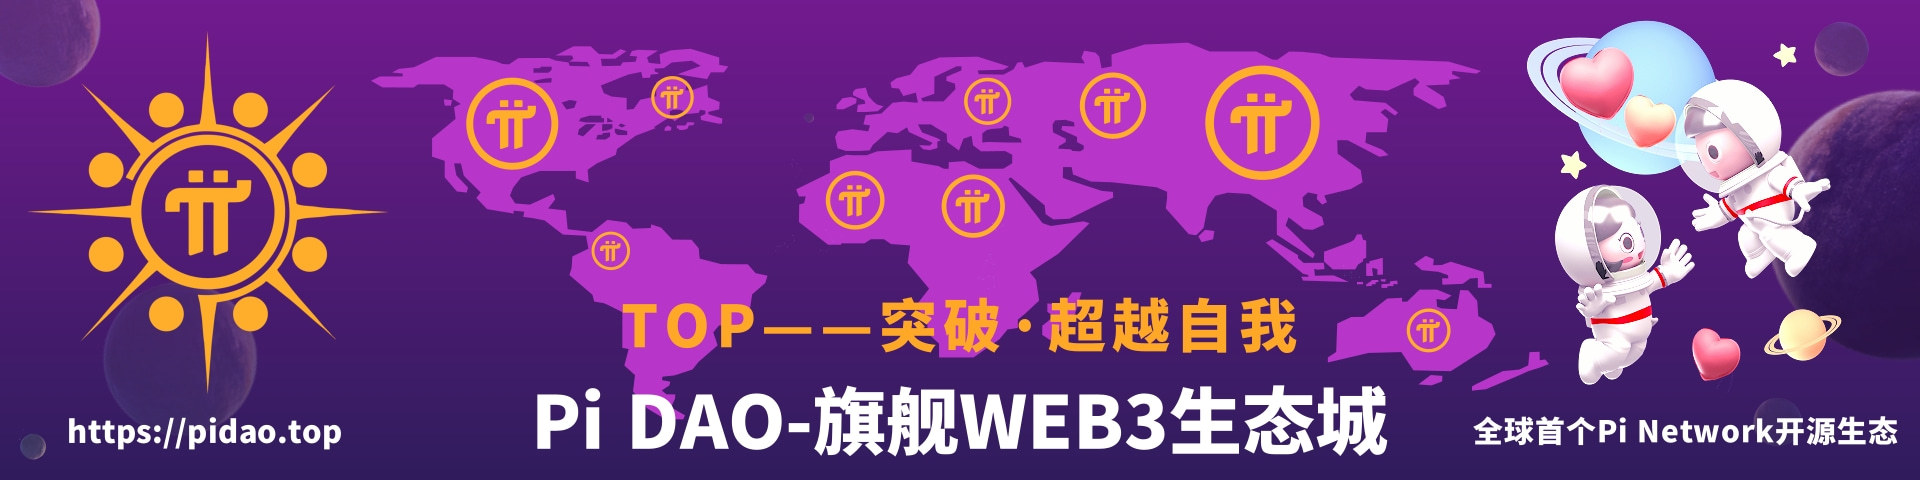 TOP——突破·超越自我
Pi DAO-旗舰WEB3生态城
https://pidao.top
全球首个Pi Network开源生态